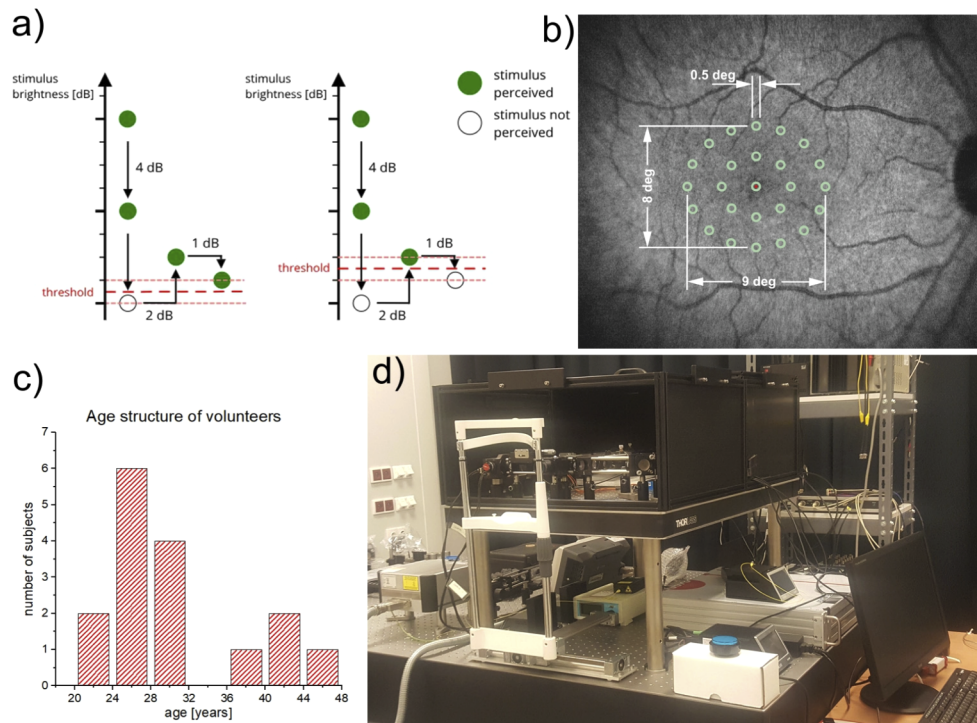 a)
stimulus
brightness [dB]
4 dB
1 dB
threshold
2 dB
stimulus
brightness [dB]
4 dB
1 dB
threshold
2 dB
stimulus
perceived
stimulus not
perceived
b)
0.5 deg
8 deg
9 deg
c)
Age structure of volunteers
number of subjects
7
6
5
4
3
2
1
0
20 24 28 32 36 40 44 48
age [years]
d)
THOR